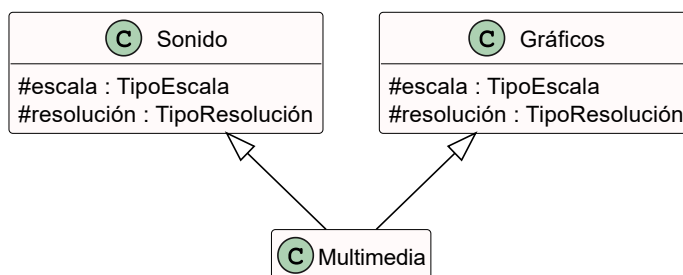 C Sonido
#escala : TipoEscala
#resolución : TipoResolución
C Gráficos
#escala : TipoEscala
#resolución : TipoResolución
C Multimedia